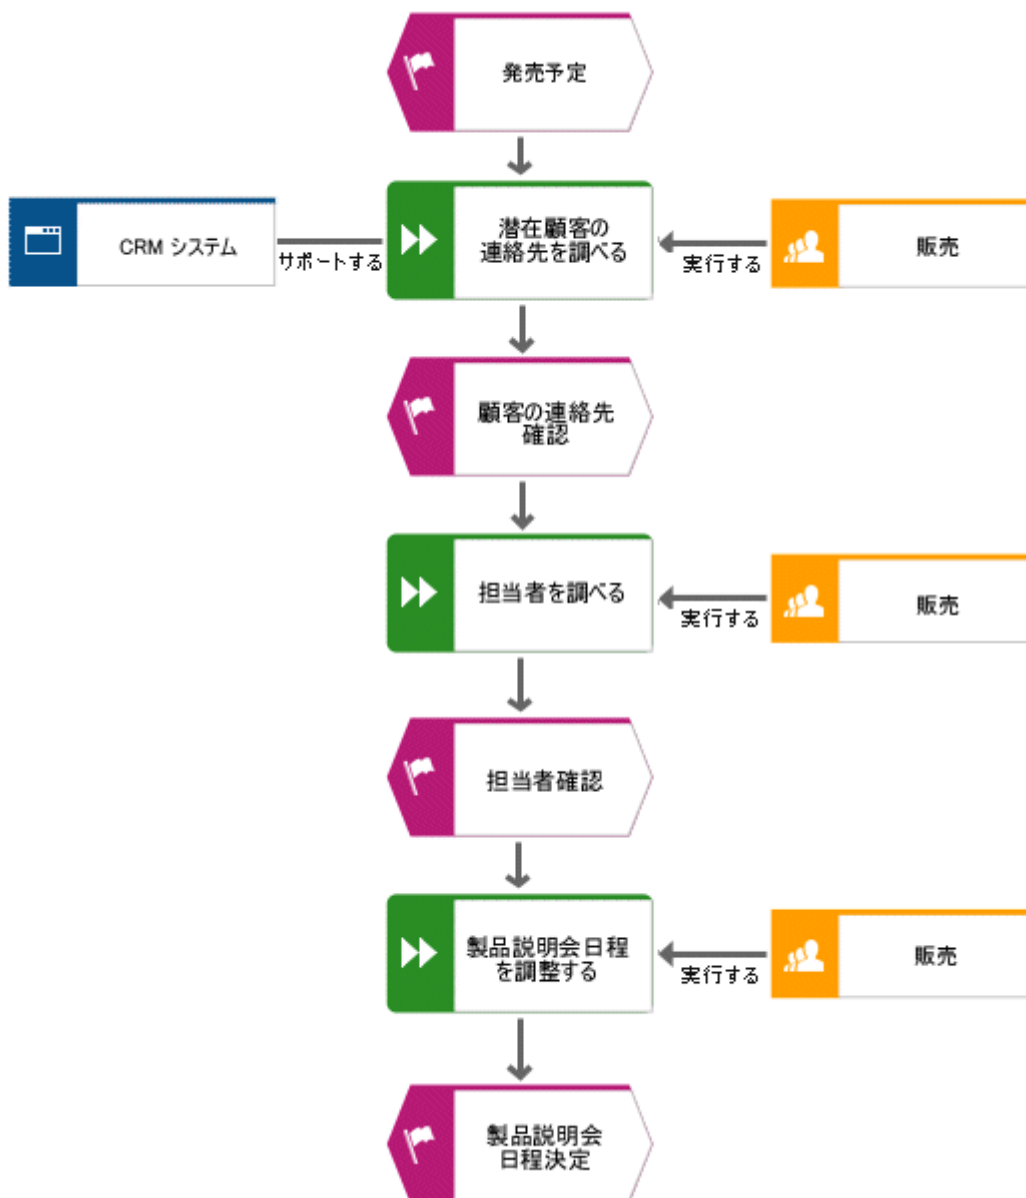 発売予定
CRM システム
サポートする
潜在顧客の
連絡先を調べる
実行する
販売
顧客の連絡先
確認
担当者を調べる
実行する
販売
担当者確認
製品説明会日程
を調整する
実行する
販売
製品説明会
日程決定